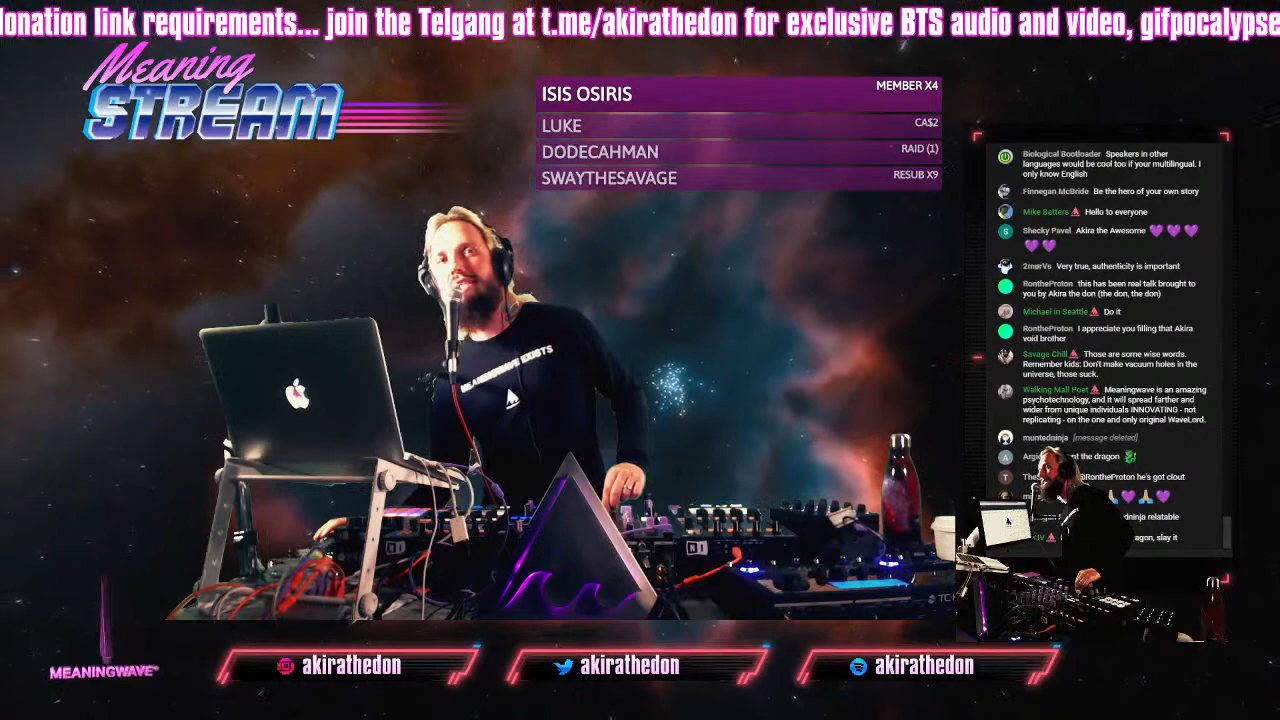 donation link requirements... join the Telgang at t.me/akirathedon for exclusive BTS audio and video, gifpocalypse
Meaning
STREAM
ISIS OSIRIS MEMBER X4
LUKE CA$2
DODECAHMAN RAID (1)
SWAYTHESAVAGE RESUB X9
Biological Bootloader Speakers in other
languages would be cool too if your multilingual. I
only know English
Finnegan McBride Be the hero of your own story
Mike Betters Hello to everyone
S Shecky Pavel Akira the Awesome 💜 💜 💜
💜 💜
2mørVs Very true, authenticity is important
RontheProton this has been real talk brought to
you by Akira the don (the don, the don)
Michael in Seattle Do it
RontheProton I appreciate you filling that Akira
void brother
Savage Chill Those are some wise words.
Remember kids: Don't make vacuum holes in the
universe, those suck.
Walking Mall Poet Meaningwave is an amazing
psychotechnology, and it will spread farther and
wider from unique individuals INNOVATING - not
replicating - on the one and only original WaveLord.
muntedninja [message deleted]
A the dragon 🐉
T @RontheProton he's got clout
relatable
slay it
MEANINGWAVE EXISTS
MEANINGWAVE®
akirathedon
akirathedon
akirathedon